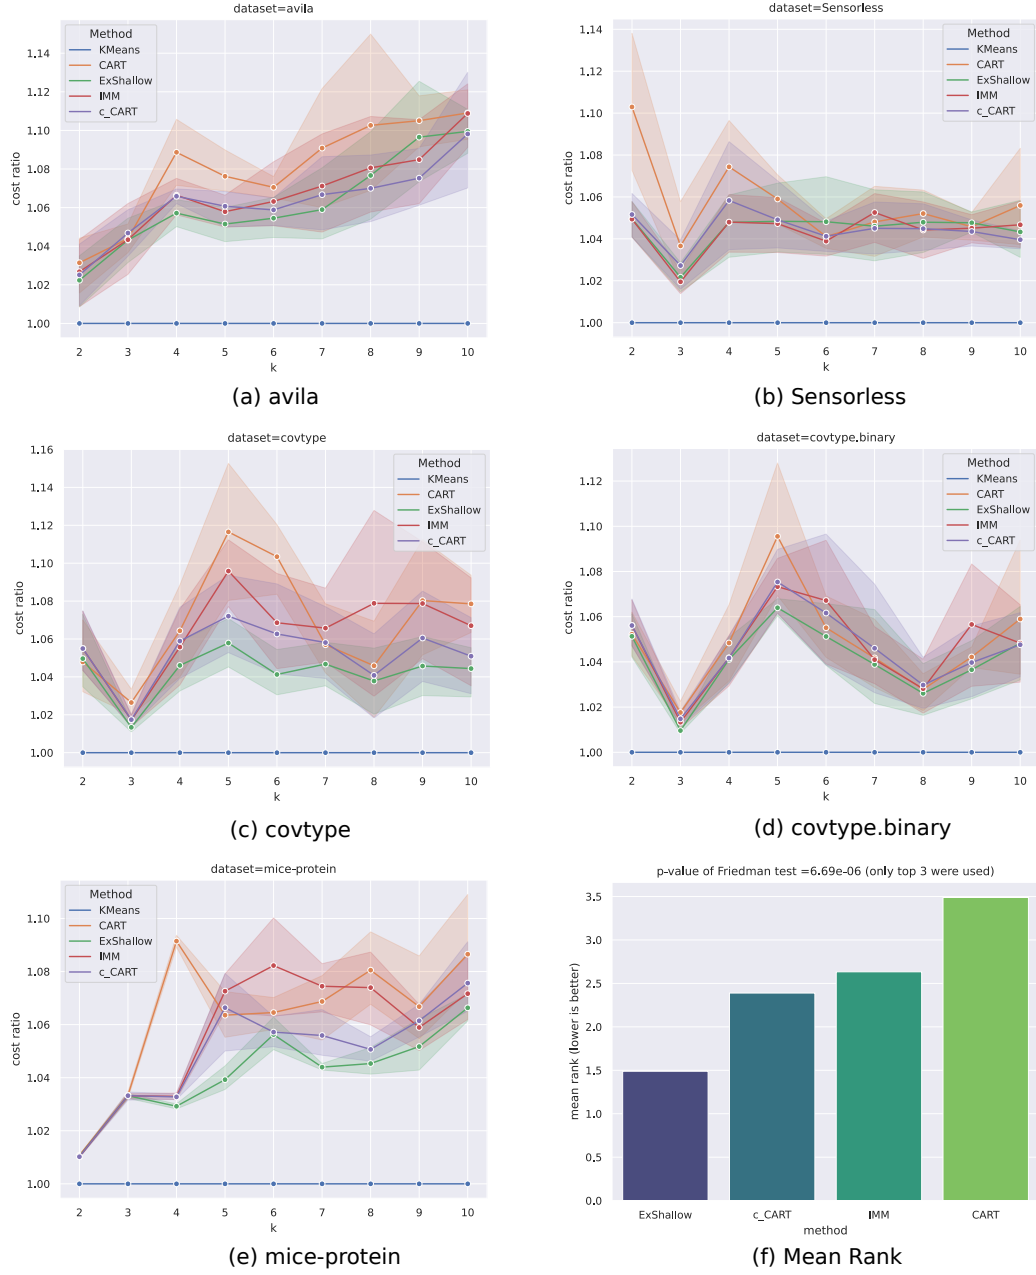 dataset=avila
Method
KMeans
CART
ExShallow
IMM
c_CART
1.14
1.12
1.10
1.08
1.06
1.04
1.02
1.00
cost ratio
2 3 4 5 6 7 8 9 10
k
(a) avila
dataset=Sensorless
Method
KMeans
CART
ExShallow
IMM
c_CART
1.14
1.12
1.10
1.08
1.06
1.04
1.02
1.00
cost ratio
2 3 4 5 6 7 8 9 10
k
(b) Sensorless
dataset=covtype
Method
KMeans
CART
ExShallow
IMM
c_CART
1.16
1.14
1.12
1.10
1.08
1.06
1.04
1.02
1.00
cost ratio
2 3 4 5 6 7 8 9 10
k
(c) covtype
dataset=covtype.binary
Method
KMeans
CART
ExShallow
IMM
c_CART
1.12
1.10
1.08
1.06
1.04
1.02
1.00
cost ratio
2 3 4 5 6 7 8 9 10
k
(d) covtype.binary
dataset=mice-protein
Method
KMeans
CART
ExShallow
IMM
c_CART
1.10
1.08
1.06
1.04
1.02
1.00
cost ratio
2 3 4 5 6 7 8 9 10
k
(e) mice-protein
p-value of Friedman test =6.69e-06 (only top 3 were used)
3.5
3.0
2.5
2.0
1.5
1.0
0.5
0.0
mean rank (lower is better)
ExShallow c_CART IMM CART
method
(f) Mean Rank